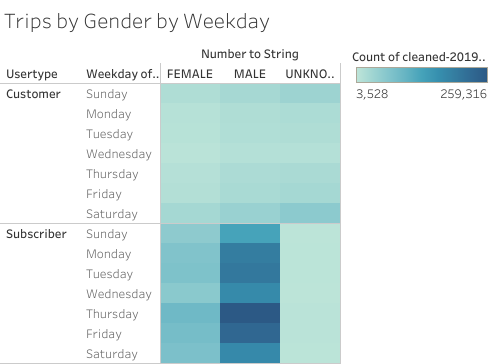 Trips by Gender by Weekday
Number to String
Count of cleaned-2019..
Usertype Weekday of.. FEMALE MALE UNKNO..
3,528 259,316
Customer Sunday
Monday
Tuesday
Wednesday
Thursday
Friday
Saturday
Subscriber Sunday
Monday
Tuesday
Wednesday
Thursday
Friday
Saturday